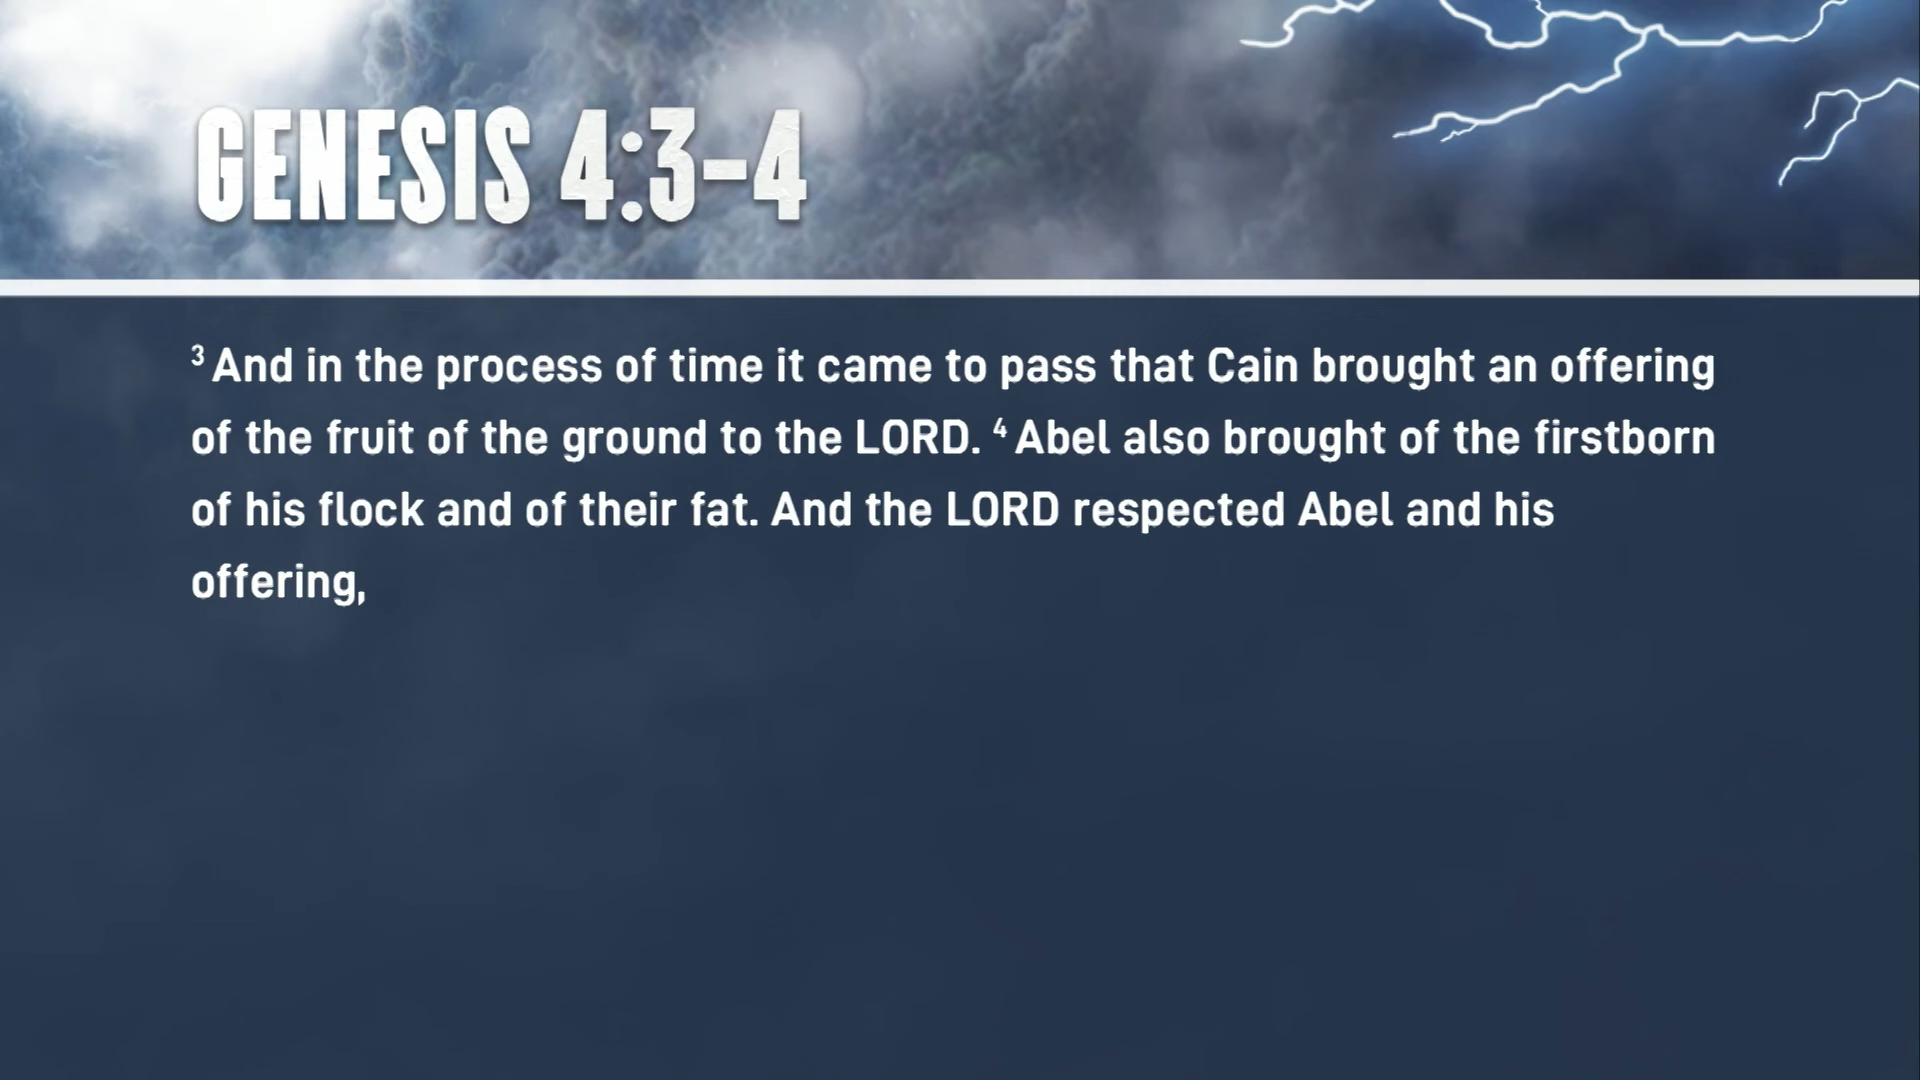 GENESIS 4:3-4
³ And in the process of time it came to pass that Cain brought an offering
of the fruit of the ground to the LORD. ⁴ Abel also brought of the firstborn
of his flock and of their fat. And the LORD respected Abel and his
offering,